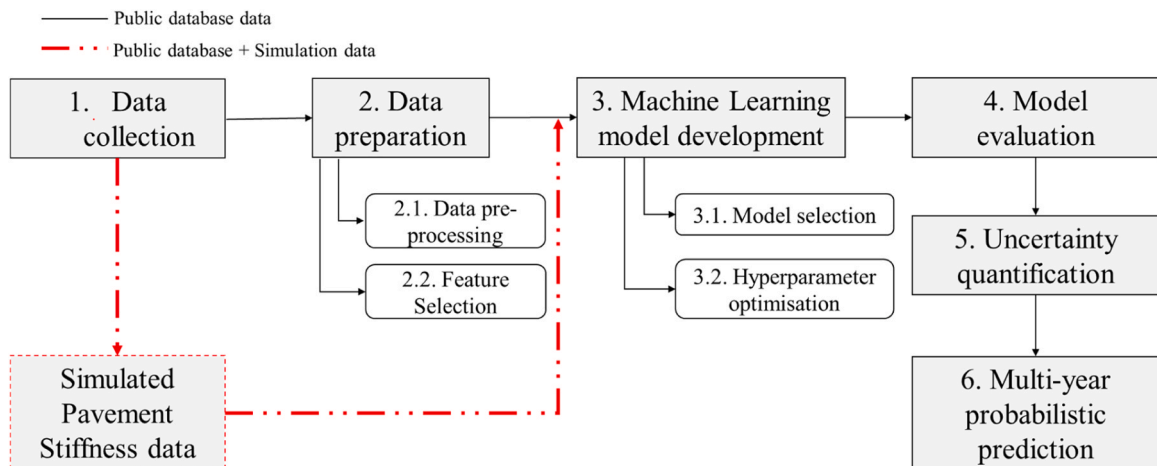 Public database data
Public database + Simulation data
1. Data
collection
2. Data
preparation
2.1. Data pre-
processing
2.2. Feature
Selection
3. Machine Learning
model development
3.1. Model selection
3.2. Hyperparameter
optimisation
4. Model
evaluation
5. Uncertainty
quantification
6. Multi-year
probabilistic
prediction
Simulated
Pavement
Stiffness data